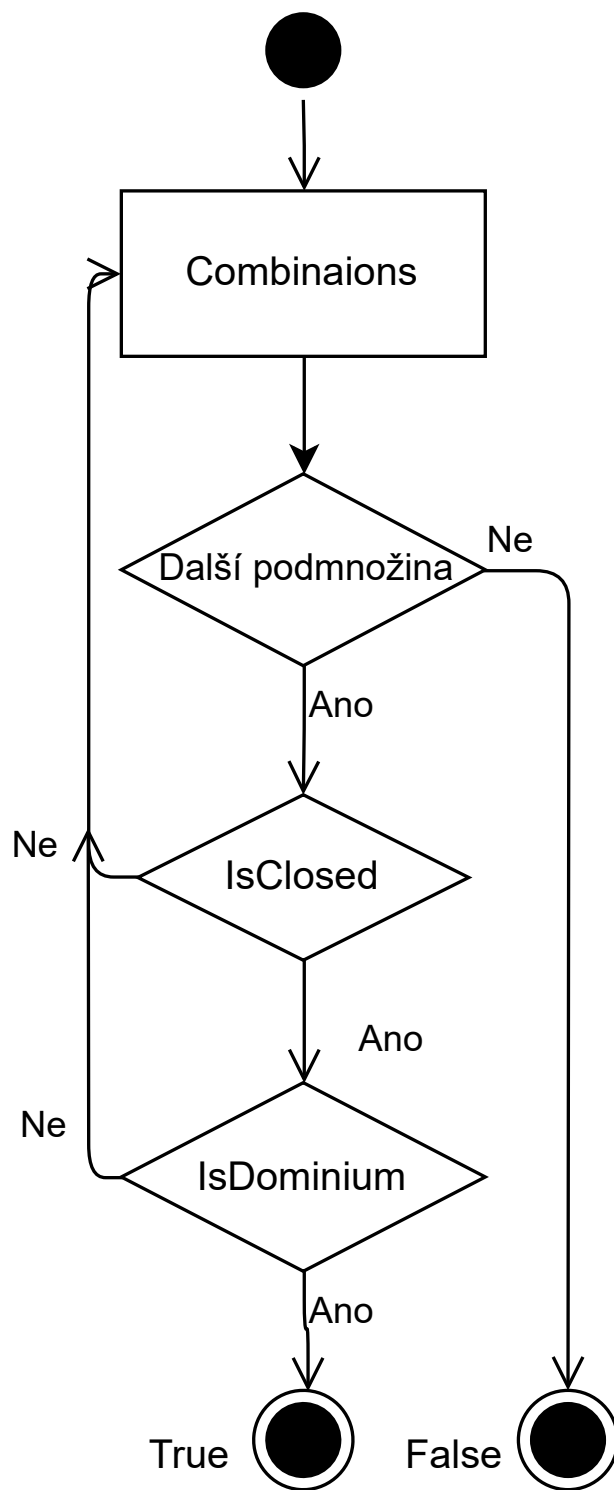 Combinaions
Další podmnožina
Ne
Ano
Ne
IsClosed
Ano
Ne
IsDominium
Ano
True
False